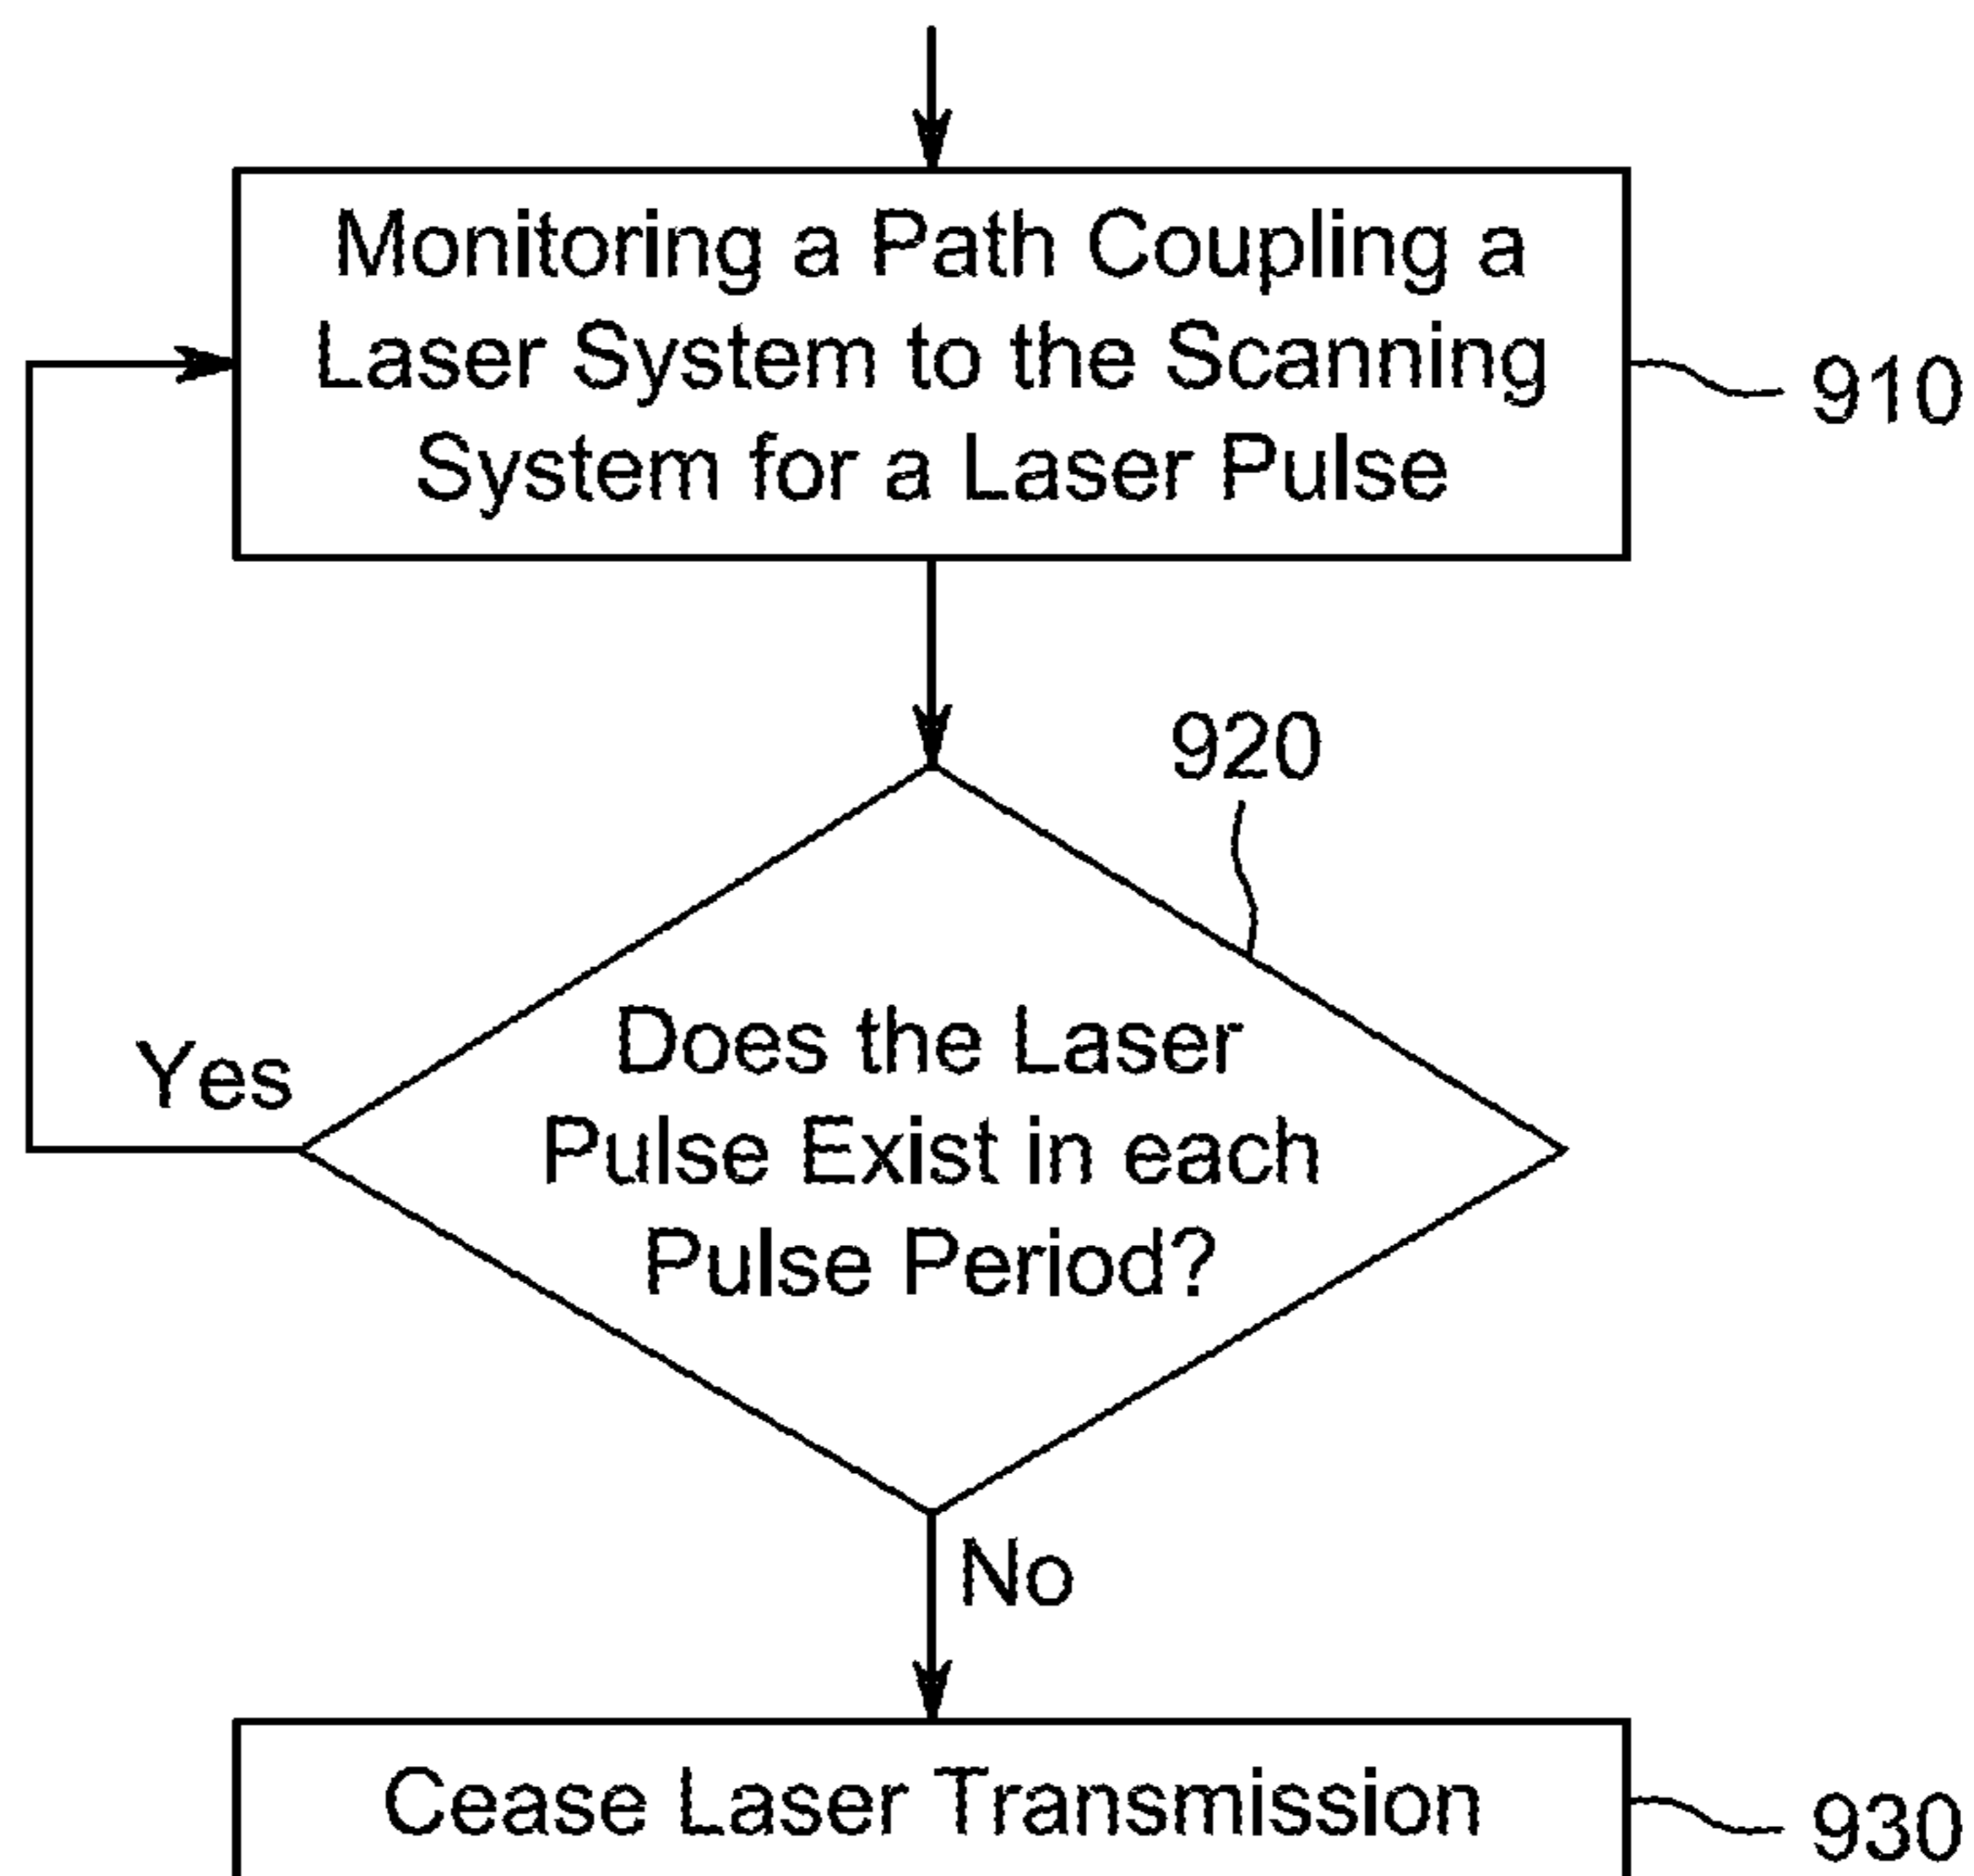 Monitoring a Path Coupling a
Laser System to the Scanning
System for a Laser Pulse
910
920
Does the Laser
Pulse Exist in each
Pulse Period?
Yes
No
Cease Laser Transmission
930